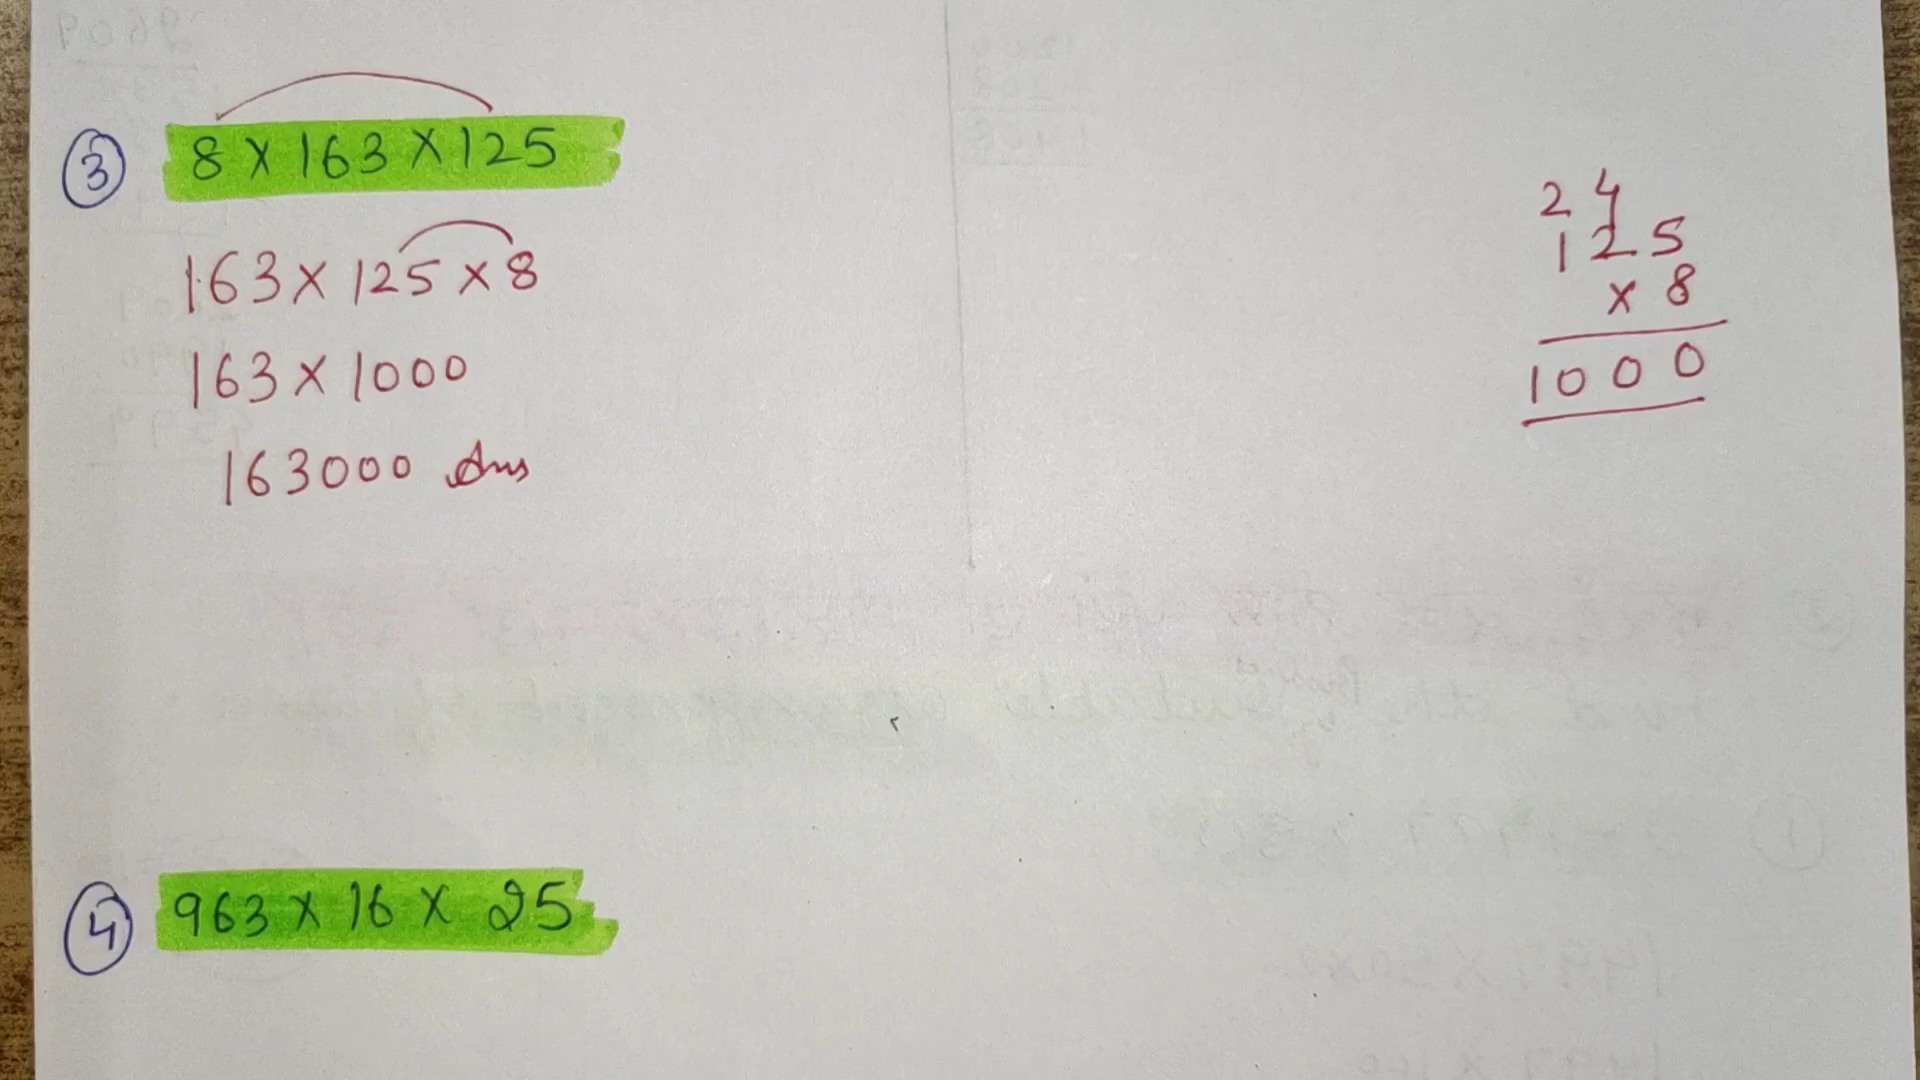 3 8 × 163 × 125
163 × 125 × 8
163 × 1000
163000 Ans
2 4
125
× 8
1000
4 963 × 16 × 25